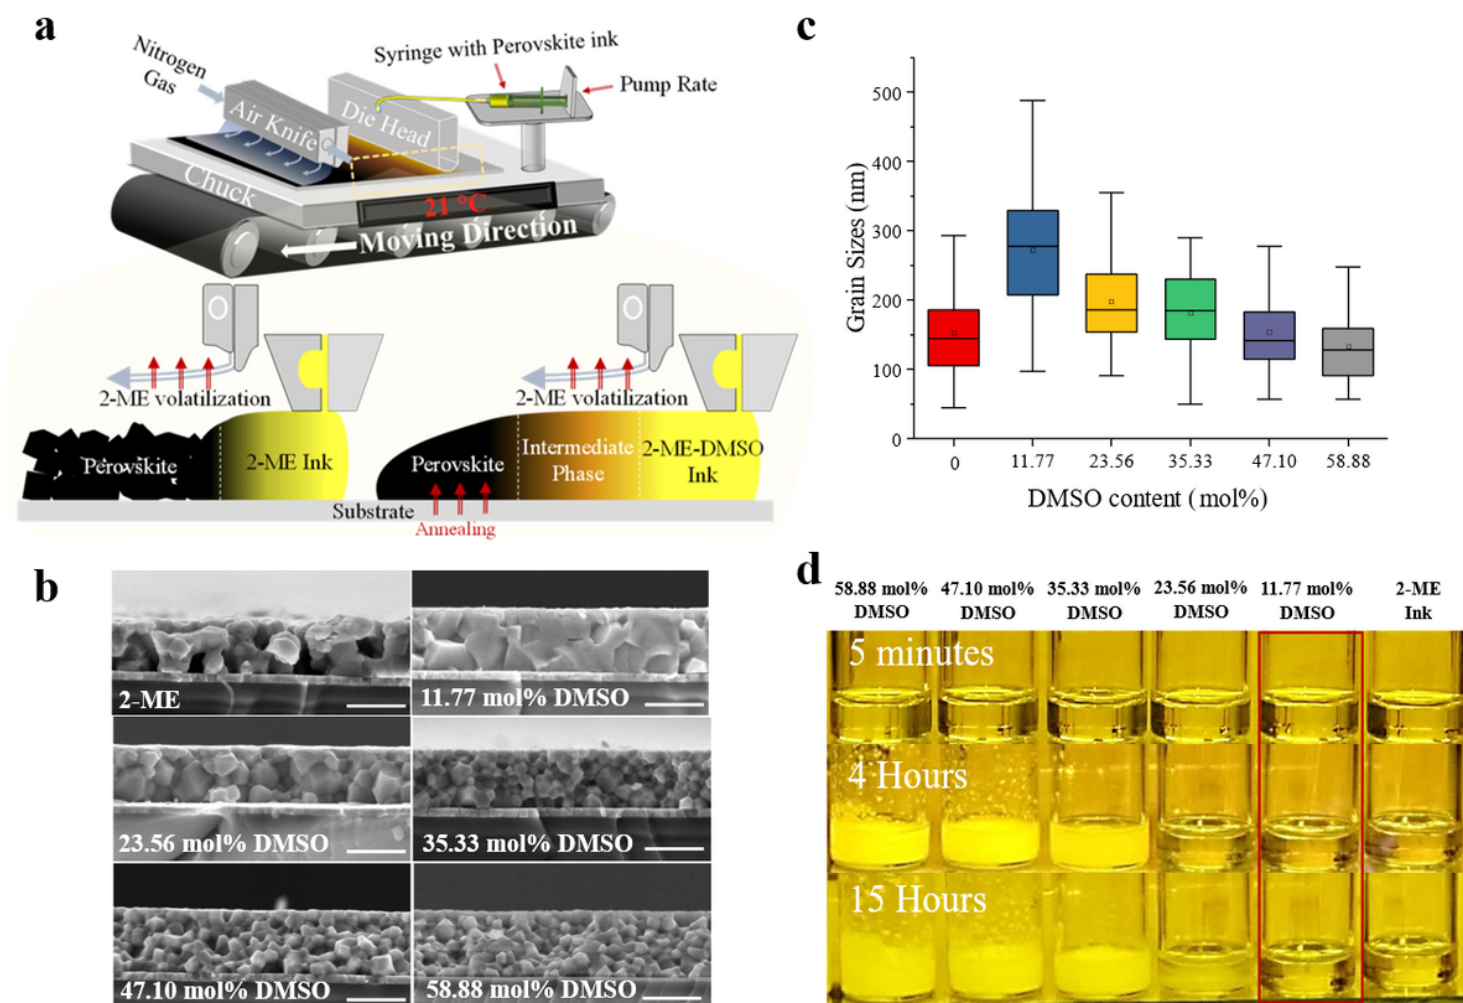 a
Nitrogen
Gas
Air Knife
Die Head
Syringe with Perovskite ink
Pump Rate
Chuck
21 °C
Moving Direction
2-ME volatilization
2-ME volatilization
Perovskite
2-ME Ink
Perovskite
Intermediate
Phase
2-ME-DMSO
Ink
Substrate
Annealing
b
2-ME
11.77 mol% DMSO
23.56 mol% DMSO
35.33 mol% DMSO
47.10 mol% DMSO
58.88 mol% DMSO
c
Grain Sizes (nm)
500
400
300
200
100
0
0
11.77
23.56
35.33
47.10
58.88
DMSO content (mol%)
d
58.88 mol%
DMSO
47.10 mol%
DMSO
35.33 mol%
DMSO
23.56 mol%
DMSO
11.77 mol%
DMSO
2-ME
Ink
5 minutes
4 Hours
15 Hours